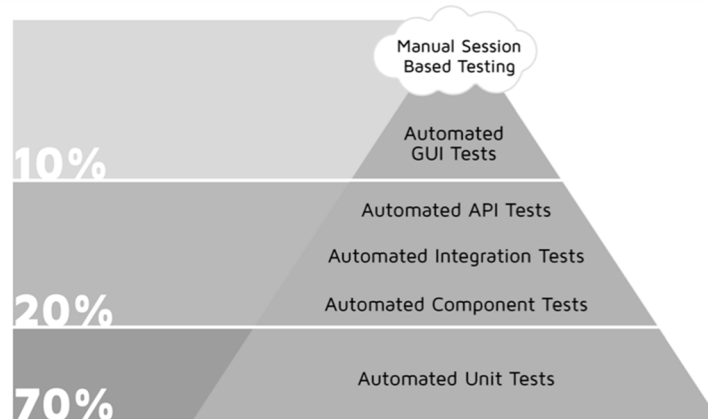 Manual Session
Based Testing
Automated
GUI Tests
10%
Automated API Tests
Automated Integration Tests
Automated Component Tests
20%
Automated Unit Tests
70%